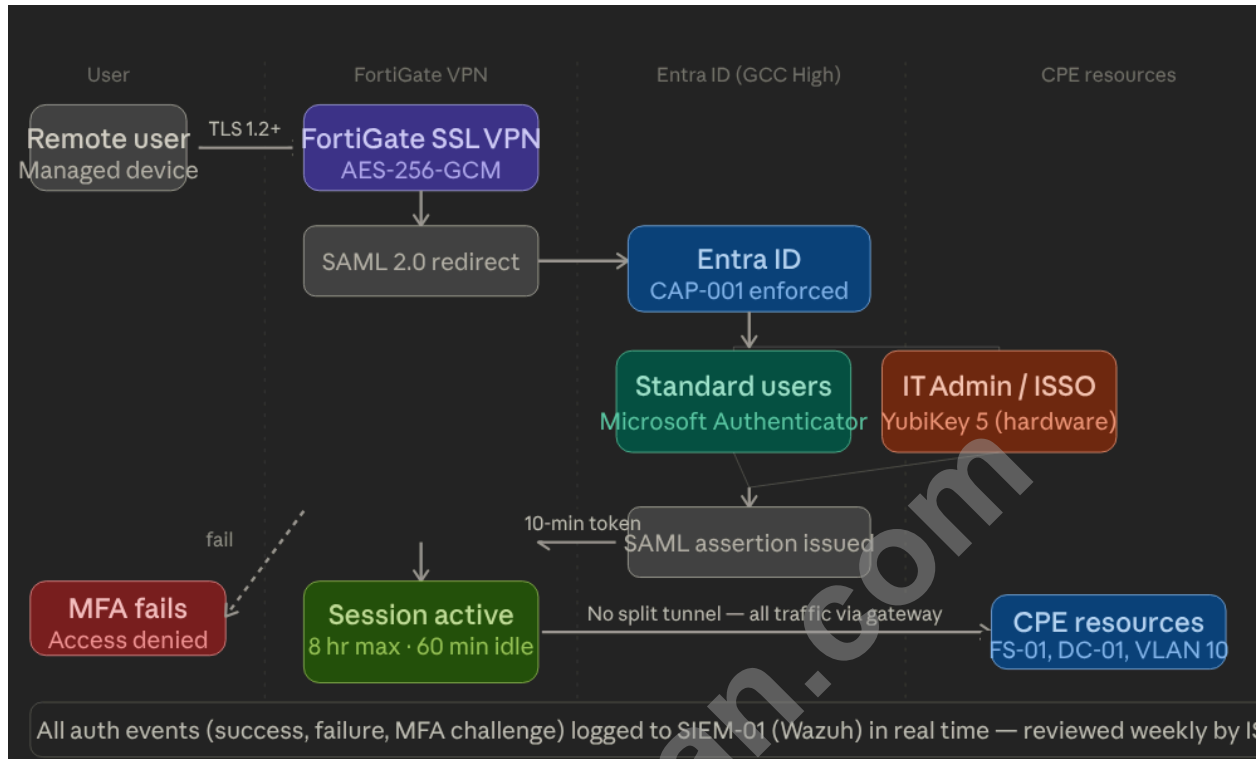 User
FortiGate VPN
Entra ID (GCC High)
CPE resources
Remote user
Managed device
TLS 1.2+
FortiGate SSL VPN
AES-256-GCM
SAML 2.0 redirect
Entra ID
CAP-001 enforced
Standard users
Microsoft Authenticator
IT Admin / ISSO
YubiKey 5 (hardware)
10-min token
SAML assertion issued
fail
MFA fails
Access denied
Session active
8 hr max · 60 min idle
No split tunnel — all traffic via gateway
CPE resources
FS-01, DC-01, VLAN 10
All auth events (success, failure, MFA challenge) logged to SIEM-01 (Wazuh) in real time — reviewed weekly by
an.com